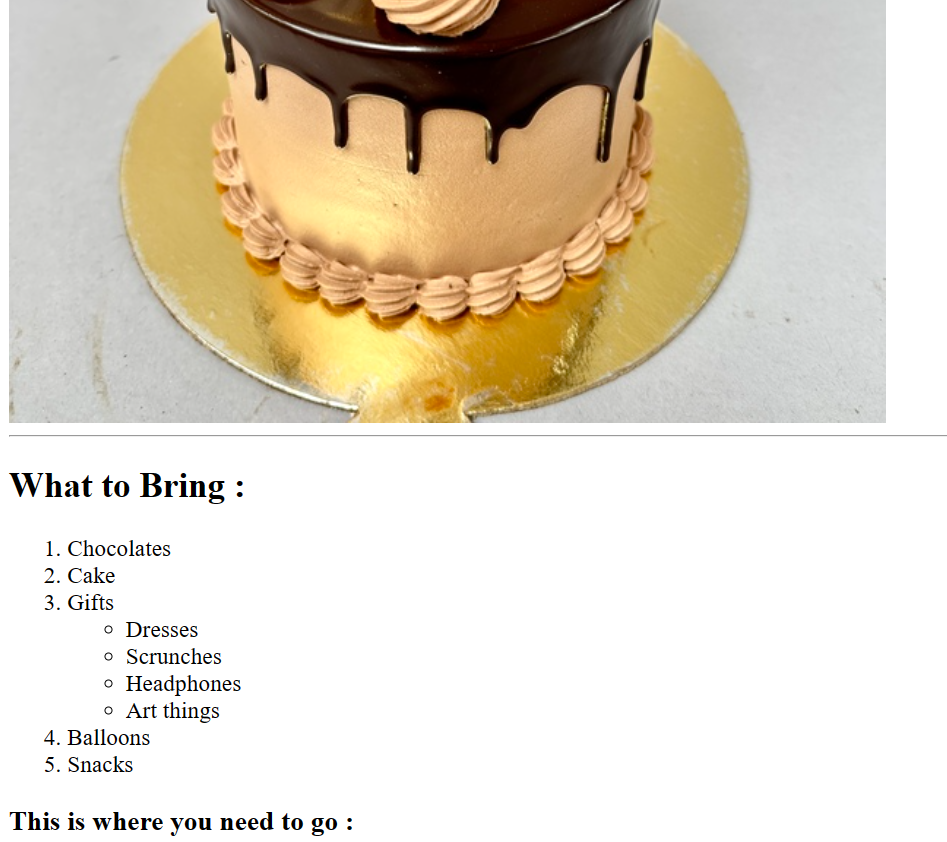 What to Bring :
1. Chocolates
2. Cake
3. Gifts
○ Dresses
○ Scrunches
○ Headphones
○ Art things
4. Balloons
5. Snacks
This is where you need to go :